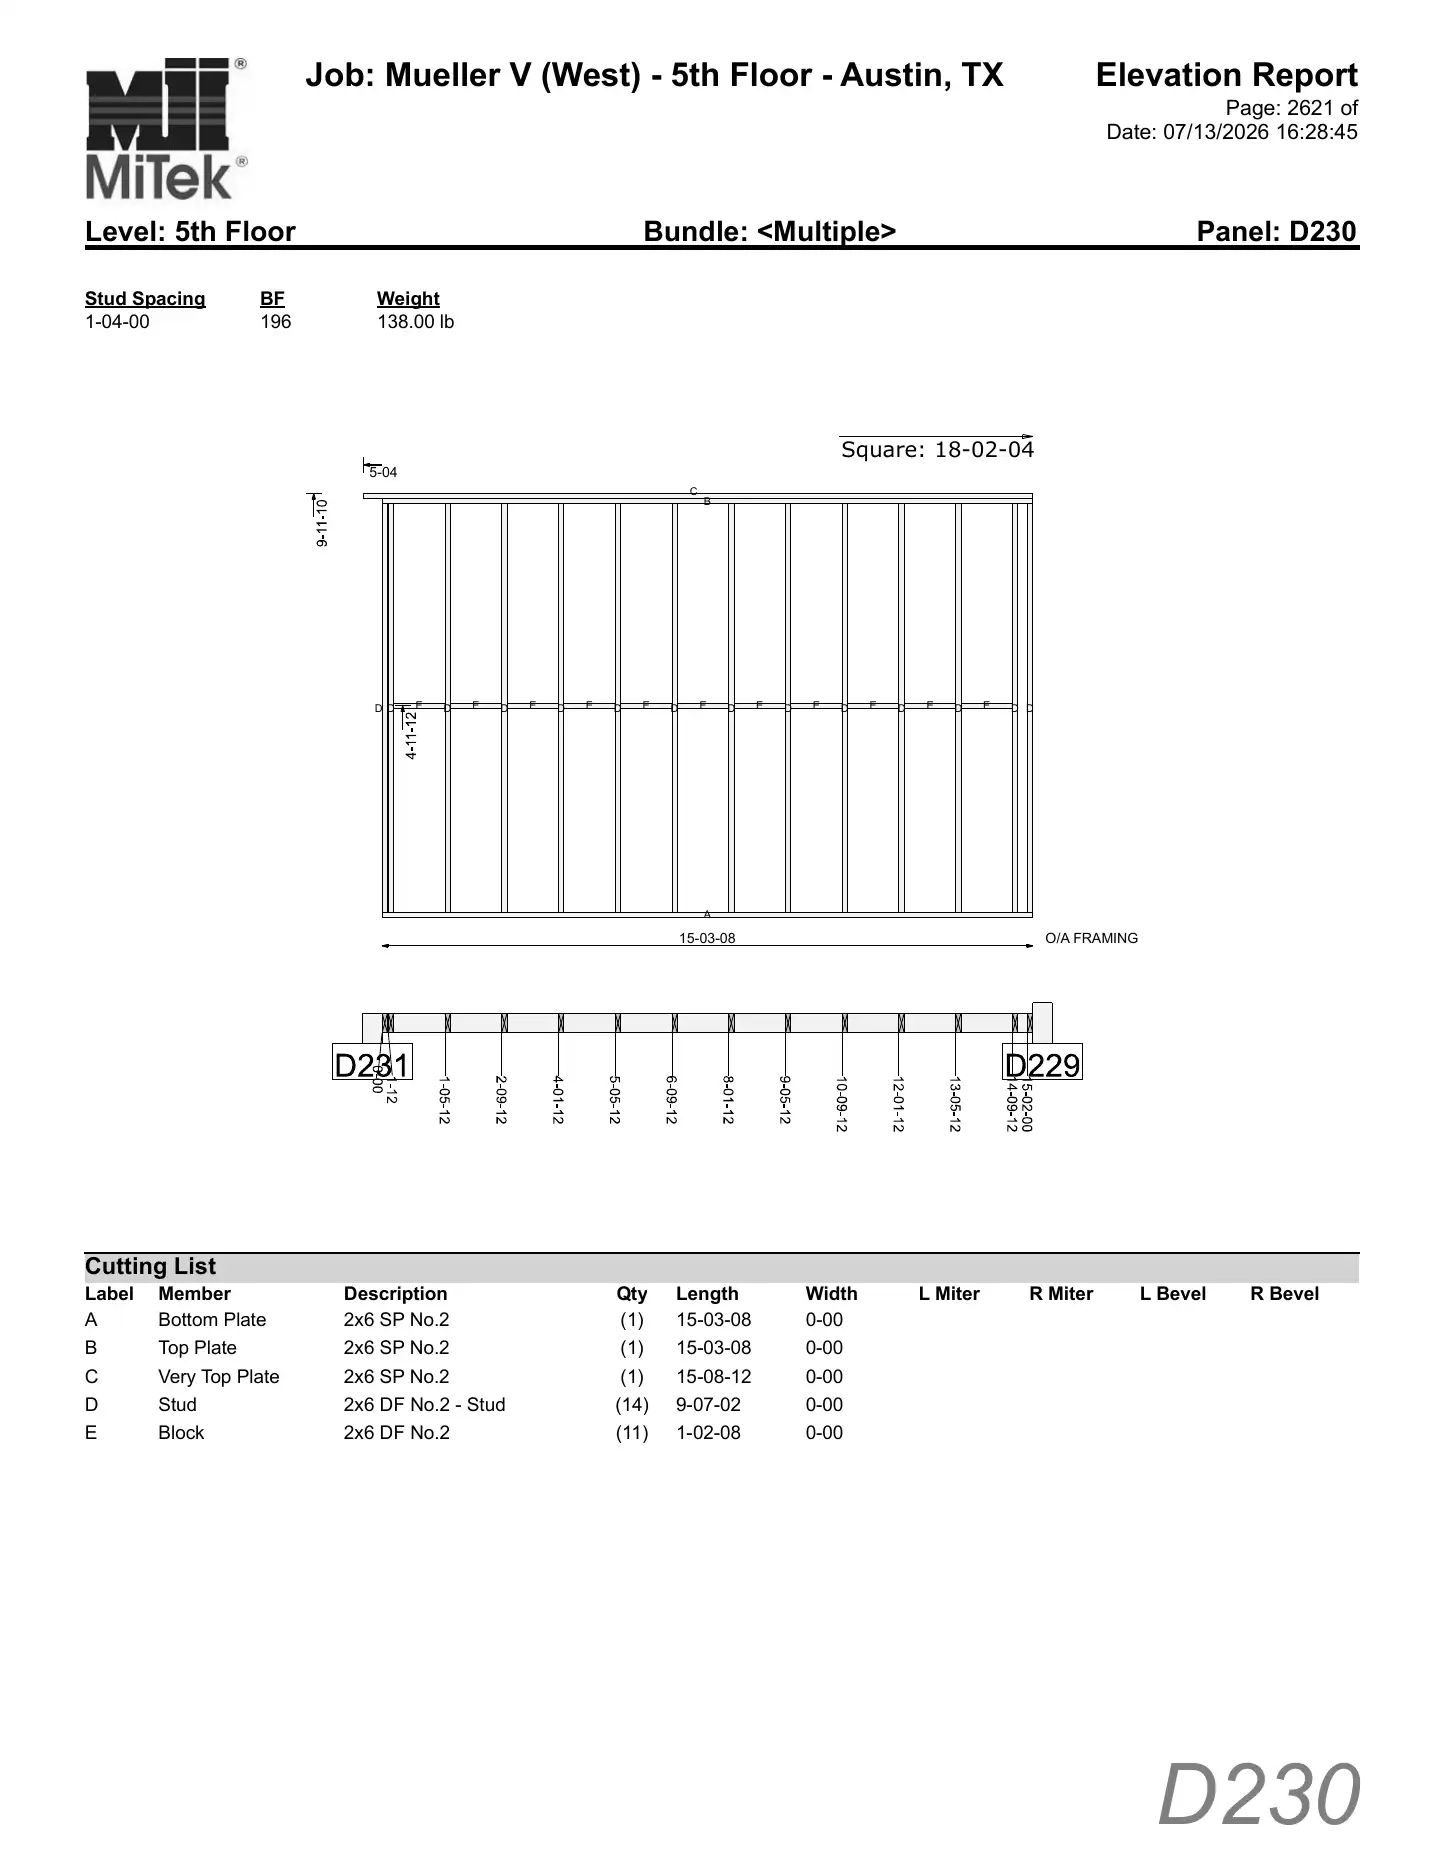 Job: Mueller V (West) - 5th Floor - Austin, TX
Elevation Report
Page: 2621 of
Date: 07/13/2026 16:28:45
MiTek®
Level: 5th Floor Bundle: <Multiple> Panel: D230
Stud Spacing BF Weight
1-04-00 196 138.00 lb
Square: 18-02-04
5-04
9-11-10
C
B
D D E D E D E D E D E D E D E D E D E D E D E D D
4-11-12
A
15-03-08 O/A FRAMING
D231 D229
0-00 1-12 1-05-12 2-09-12 4-01-12 5-05-12 6-09-12 8-01-12 9-05-12 10-09-12 12-01-12 13-05-12 14-09-12 15-02-00
Cutting List
Label Member Description Qty Length Width L Miter R Miter L Bevel R Bevel
A Bottom Plate 2x6 SP No.2 (1) 15-03-08 0-00
B Top Plate 2x6 SP No.2 (1) 15-03-08 0-00
C Very Top Plate 2x6 SP No.2 (1) 15-08-12 0-00
D Stud 2x6 DF No.2 - Stud (14) 9-07-02 0-00
E Block 2x6 DF No.2 (11) 1-02-08 0-00
D230